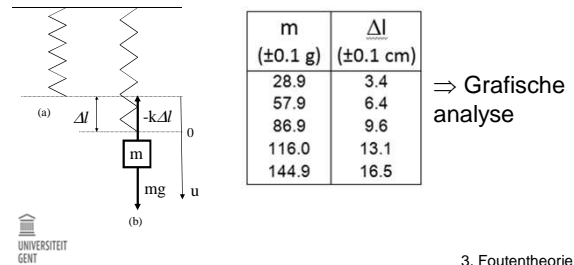 (a)
Δl
-kΔl
0
m
mg
u
(b)
m Δl
(±0.1 g) (±0.1 cm)
28.9 3.4
57.9 6.4
86.9 9.6
116.0 13.1
144.9 16.5
⇒ Grafische
analyse
UNIVERSITEIT
GENT
3. Foutentheorie